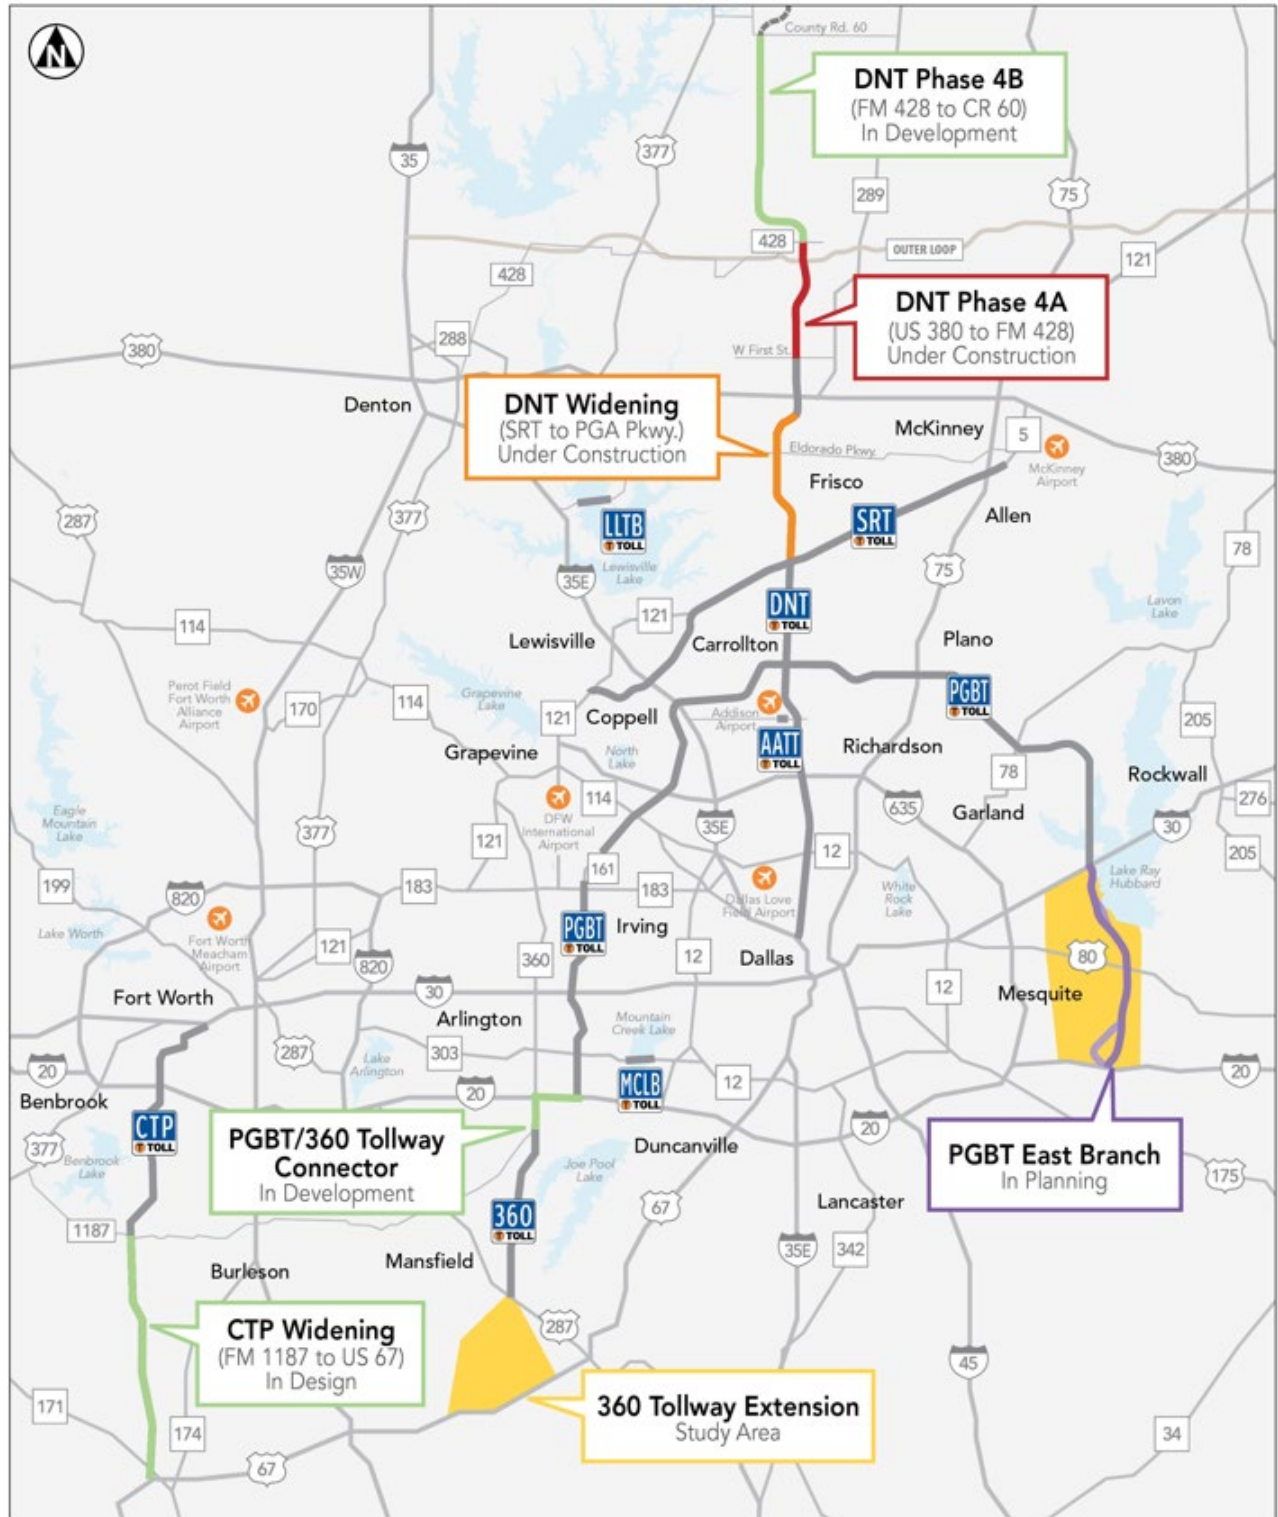 N
County Rd. 60
DNT Phase 4B
(FM 428 to CR 60)
In Development
377
35
289
75
428
OUTER LOOP
121
428
DNT Phase 4A
(US 380 to FM 428)
Under Construction
288
380
W First St.
Denton
DNT Widening
(SRT to PGA Pkwy.)
Under Construction
McKinney
5
Eldorado Pkwy.
McKinney
Airport
380
Frisco
287
377
LLTB
TOLL
SRT
TOLL
Allen
78
35W
Lewisville
Lake
35E
75
DNT
TOLL
121
Lavon
Lake
114
Lewisville
Carrollton
Plano
Perot Field
Fort Worth
Alliance
Airport
170
114
Grapevine
Lake
121
Coppell
Addison
Airport
PGBT
TOLL
205
Grapevine
North
Lake
AATT
TOLL
Richardson
78
Rockwall
DFW
International
Airport
114
635
Garland
276
Eagle
Mountain
Lake
377
121
35E
12
30
205
161
199
820
183
183
Dallas Love
Field Airport
White
Rock
Lake
Lake Ray
Hubbard
Lake Worth
Fort Worth
Meacham
Airport
121
820
PGBT
TOLL
Irving
360
12
Dallas
80
Fort Worth
30
12
Mesquite
Arlington
Mountain
Creek Lake
287
Lake
Arlington
303
20
Benbrook
20
MCLB
TOLL
12
20
CTP
TOLL
377
Benbrook
Lake
PGBT/360 Tollway
Connector
In Development
20
Duncanville
Joe Pool
Lake
PGBT East Branch
In Planning
175
1187
360
TOLL
67
Lancaster
35E
342
Mansfield
Burleson
CTP Widening
(FM 1187 to US 67)
In Design
287
45
171
174
360 Tollway Extension
Study Area
34
67